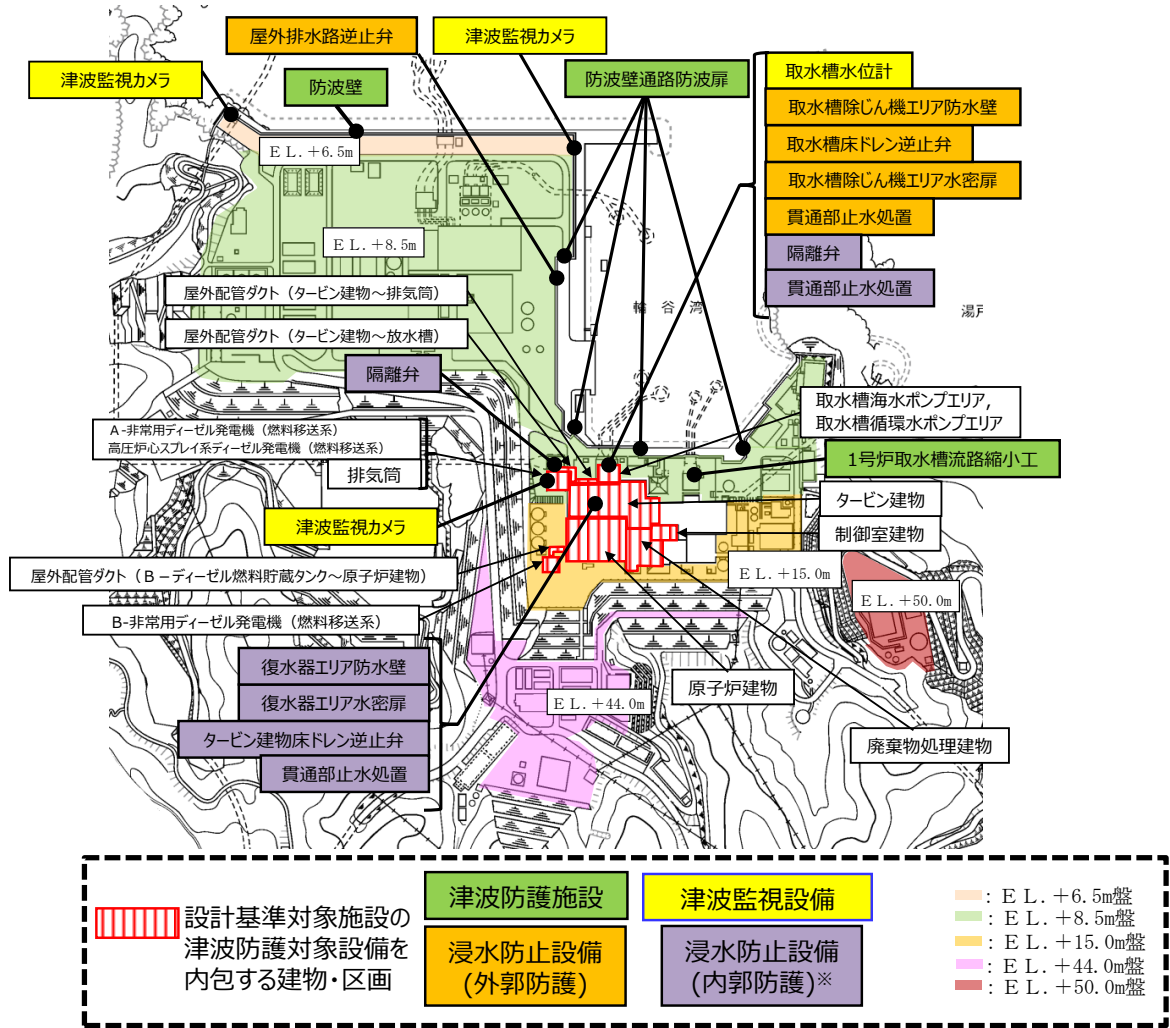 屋外排水路逆止弁
津波監視カメラ
津波監視カメラ
防波壁
防波壁通路防波扉
取水槽水位計
取水槽除じん機エリア防水壁
取水槽床ドレン逆止弁
取水槽除じん機エリア水密扉
貫通部止水処置
隔離弁
貫通部止水処置
EL.+6.5m
EL.+8.5m
屋外配管ダクト（タービン建物～排気筒）
輪谷湾
湯戸
屋外配管ダクト（タービン建物～放水槽）
隔離弁
取水槽海水ポンプエリア,
取水槽循環水ポンプエリア
A-非常用ディーゼル発電機（燃料移送系）
高圧炉心スプレイ系ディーゼル発電機（燃料移送系）
排気筒
1号炉取水槽流路縮小工
タービン建物
津波監視カメラ
制御室建物
屋外配管ダクト（B－ディーゼル燃料貯蔵タンク～原子炉建物）
EL.+15.0m
EL.+50.0m
B-非常用ディーゼル発電機（燃料移送系）
復水器エリア防水壁
復水器エリア水密扉
タービン建物床ドレン逆止弁
貫通部止水処置
EL.+44.0m
原子炉建物
廃棄物処理建物
設計基準対象施設の
津波防護対象設備を
内包する建物・区画
津波防護施設
津波監視設備
浸水防止設備
(外郭防護)
浸水防止設備
(内郭防護)※
: EL.+6.5m盤
: EL.+8.5m盤
: EL.+15.0m盤
: EL.+44.0m盤
: EL.+50.0m盤